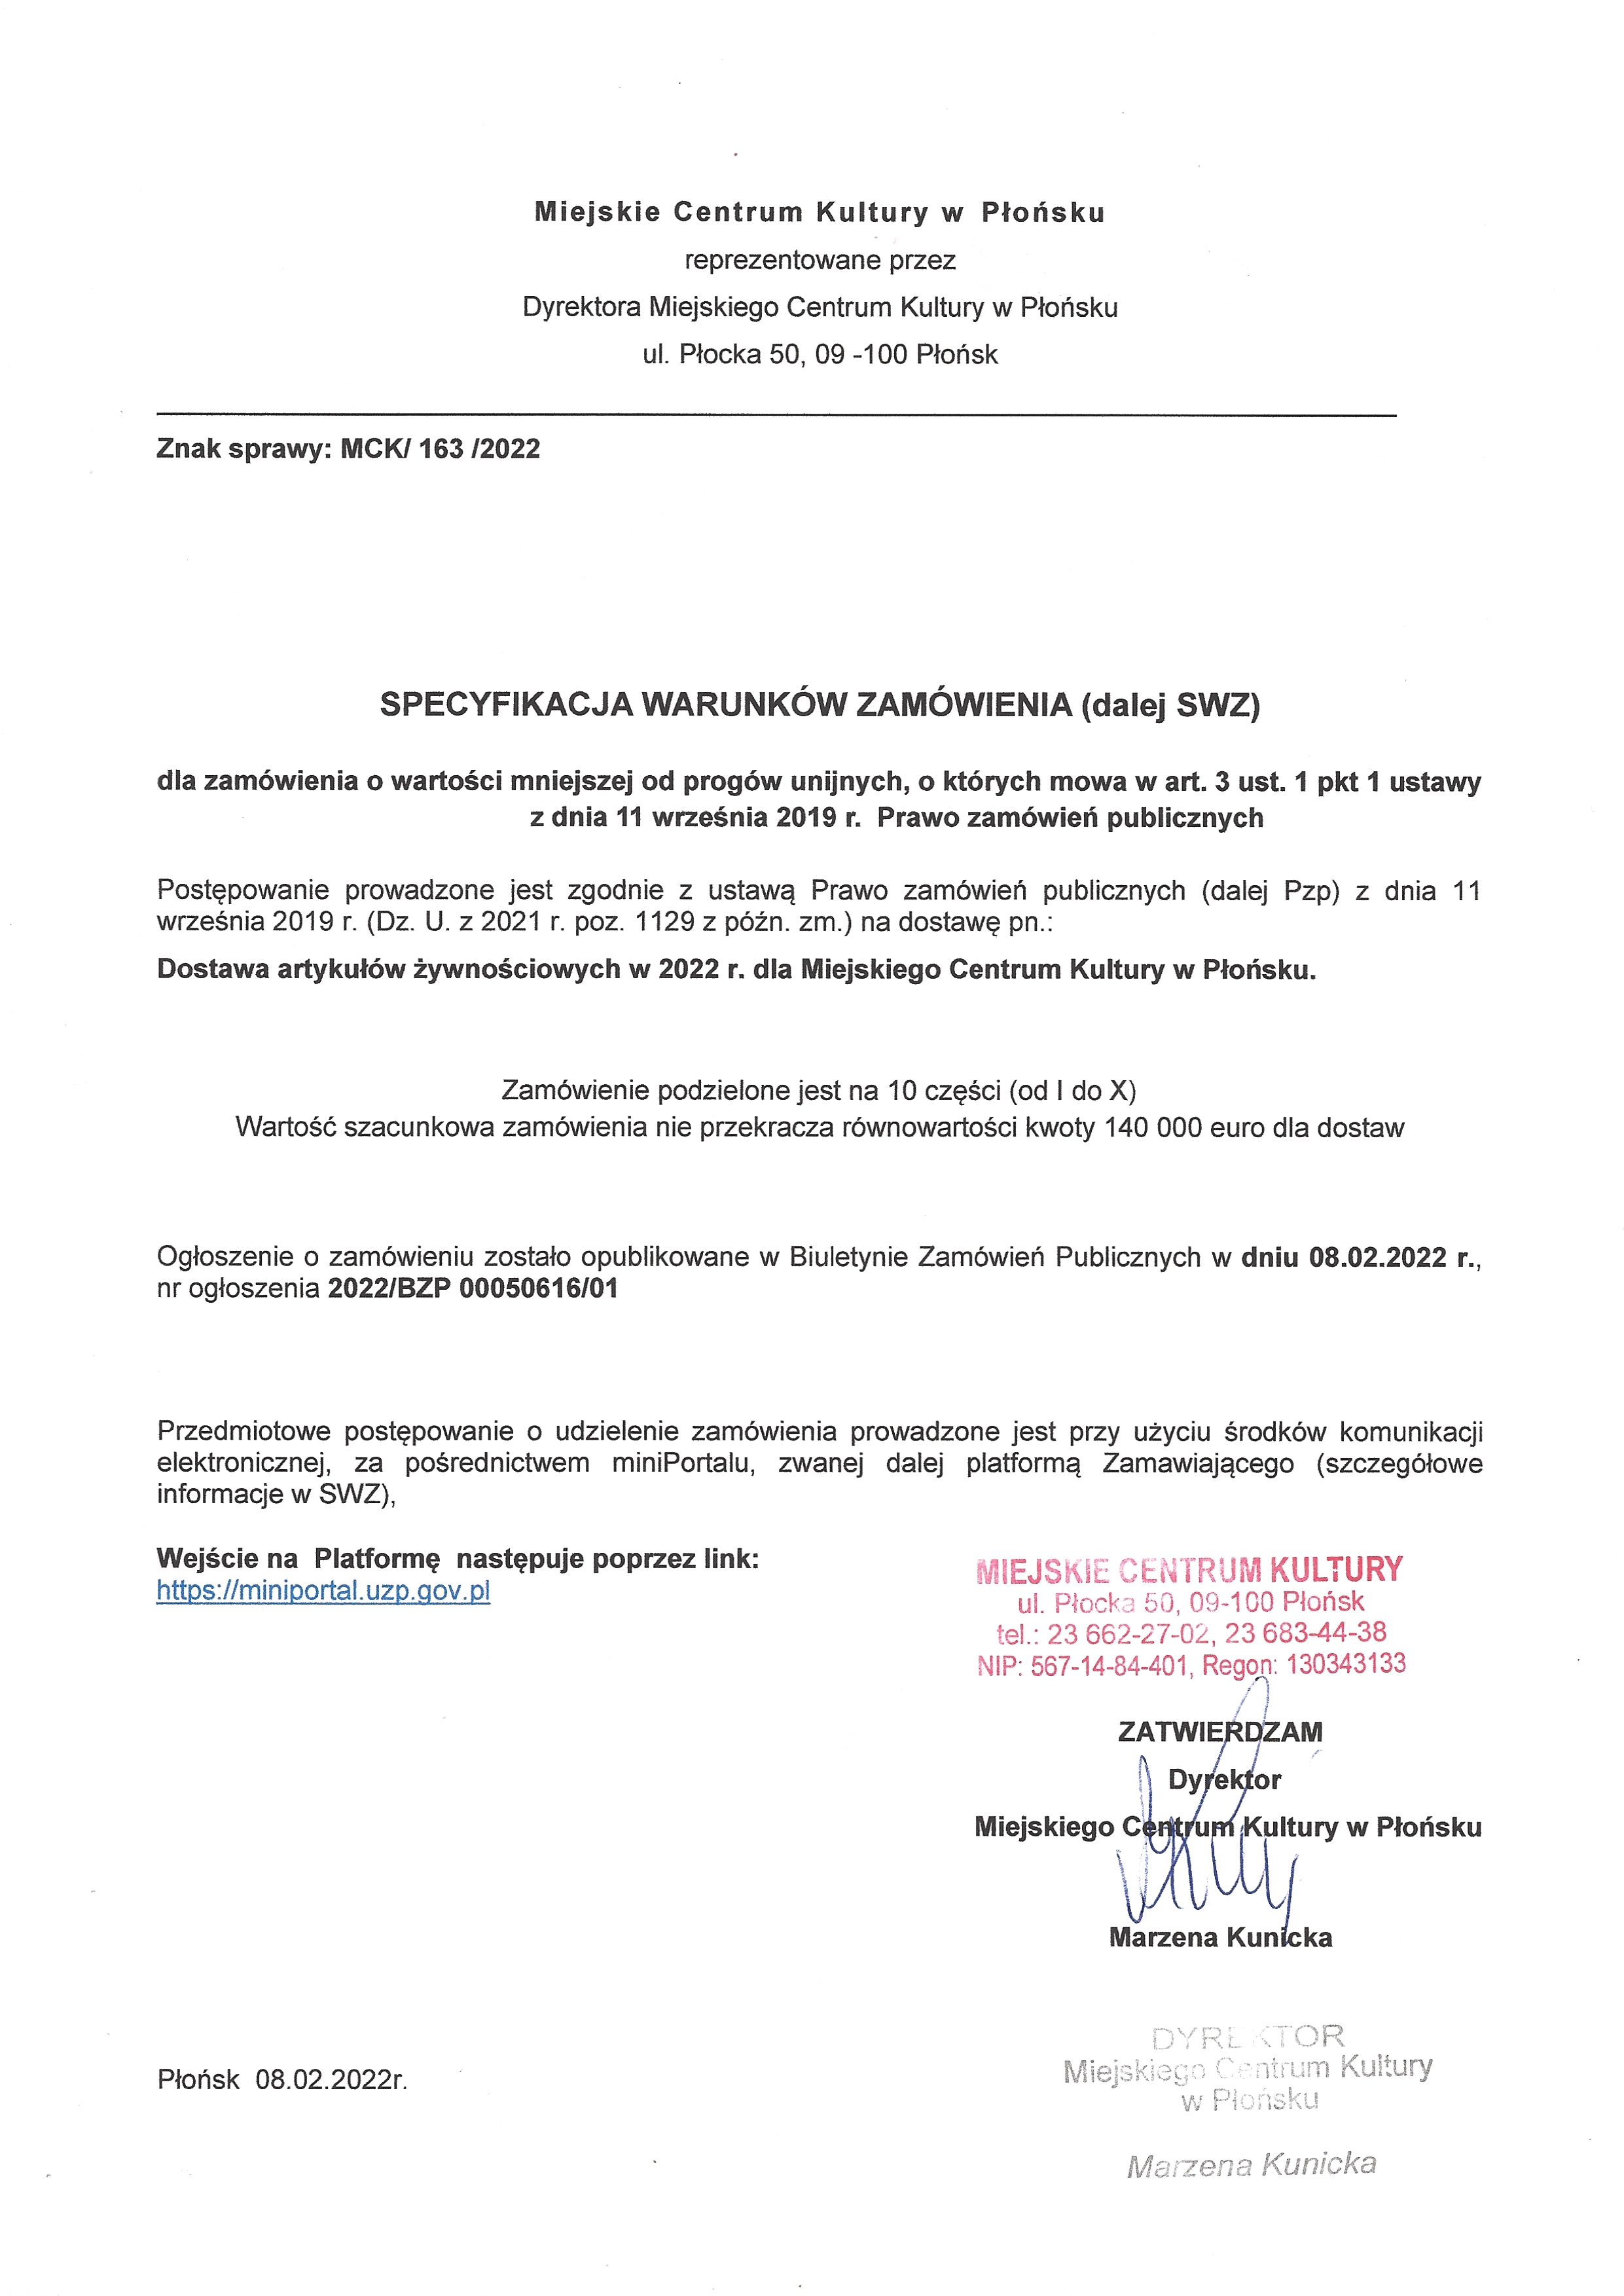 Miejskie Centrum Kultury w Płońsku
reprezentowane przez
Dyrektora Miejskiego Centrum Kultury w Płońsku
ul. Płocka 50, 09 -100 Płońsk
Znak sprawy: MCK/ 163 /2022
SPECYFIKACJA WARUNKÓW ZAMÓWIENIA (dalej SWZ)
dla zamówienia o wartości mniejszej od progów unijnych, o których mowa w art. 3 ust. 1 pkt 1 ustawy
z dnia 11 września 2019 r. Prawo zamówień publicznych
Postępowanie prowadzone jest zgodnie z ustawą Prawo zamówień publicznych (dalej Pzp) z dnia 11
września 2019 r. (Dz. U. z 2021 r. poz. 1129 z późn. zm.) na dostawę pn.:
Dostawa artykułów żywnościowych w 2022 r. dla Miejskiego Centrum Kultury w Płońsku.
Zamówienie podzielone jest na 10 części (od I do X)
Wartość szacunkowa zamówienia nie przekracza równowartości kwoty 140 000 euro dla dostaw
Ogłoszenie o zamówieniu zostało opublikowane w Biuletynie Zamówień Publicznych w dniu 08.02.2022 r.,
nr ogłoszenia 2022/BZP 00050616/01
Przedmiotowe postępowanie o udzielenie zamówienia prowadzone jest przy użyciu środków komunikacji
elektronicznej, za pośrednictwem miniPortalu, zwanej dalej platformą Zamawiającego (szczegółowe
informacje w SWZ),
Wejście na Platformę następuje poprzez link:
https://miniportal.uzp.gov.pl
MIEJSKIE CENTRUM KULTURY
ul. Płocka 50, 09-100 Płońsk
tel.: 23 662-27-02, 23 683-44-38
NIP: 567-14-84-401, Regon: 130343133
ZATWIERDZAM
Dyrektor
Miejskiego Centrum Kultury w Płońsku
Marzena Kunicka
Płońsk 08.02.2022r.
DYREKTOR
Miejskiego Centrum Kultury
w Płońsku
Marzena Kunicka